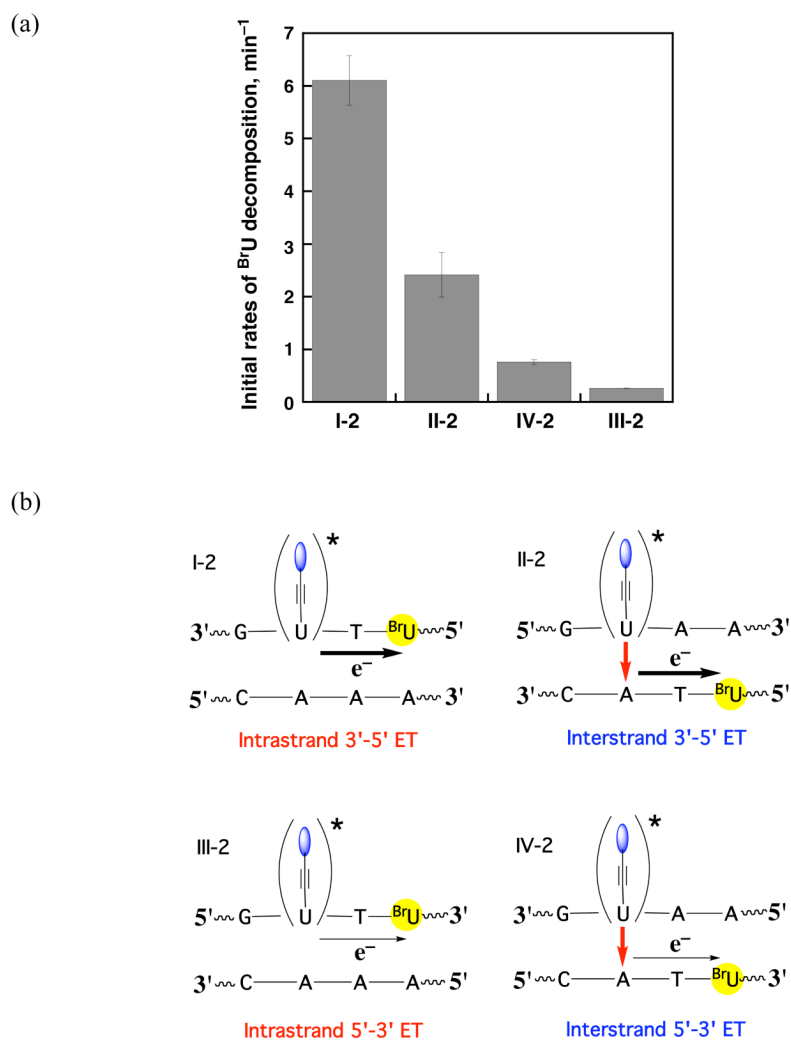 (a)
Initial rates of BrU decomposition, min−1
7
6
5
4
3
2
1
0
I-2 II-2 IV-2 III-2
(b)
I-2
*
3' G U T BrU 5'
e−
5' C A A A 3'
Intrastrand 3'-5' ET
II-2
*
5' G U A A 3'
e−
3' C A T BrU 5'
Interstrand 3'-5' ET
III-2
*
5' G U T BrU 3'
e−
3' C A A A 5'
Intrastrand 5'-3' ET
IV-2
*
3' G U A A 5'
e−
5' C A T BrU 3'
Interstrand 5'-3' ET